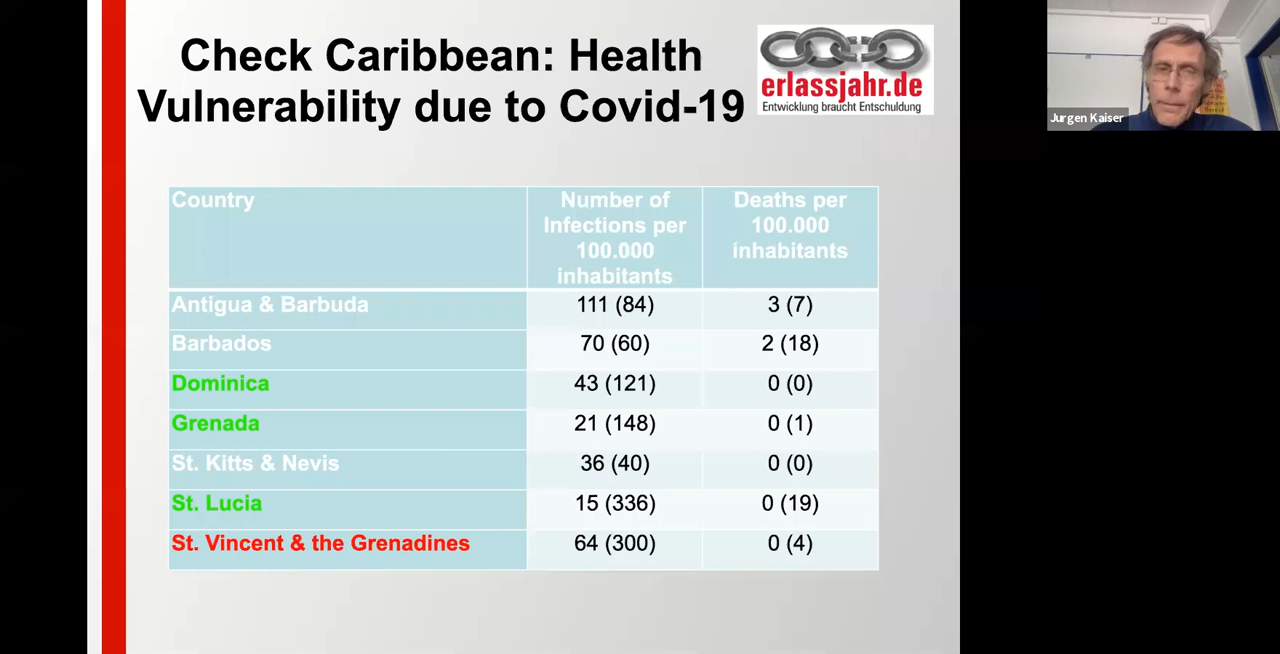 Check Caribbean: Health
Vulnerability due to Covid-19
erlassjahr.de
Entwicklung braucht Entschuldung
Jurgen Kaiser
Country
Number of
Infections per
100.000
inhabitants
Deaths per
100.000
inhabitants
Antigua & Barbuda 111 (84) 3 (7)
Barbados 70 (60) 2 (18)
Dominica 43 (121) 0 (0)
Grenada 21 (148) 0 (1)
St. Kitts & Nevis 36 (40) 0 (0)
St. Lucia 15 (336) 0 (19)
St. Vincent & the Grenadines 64 (300) 0 (4)